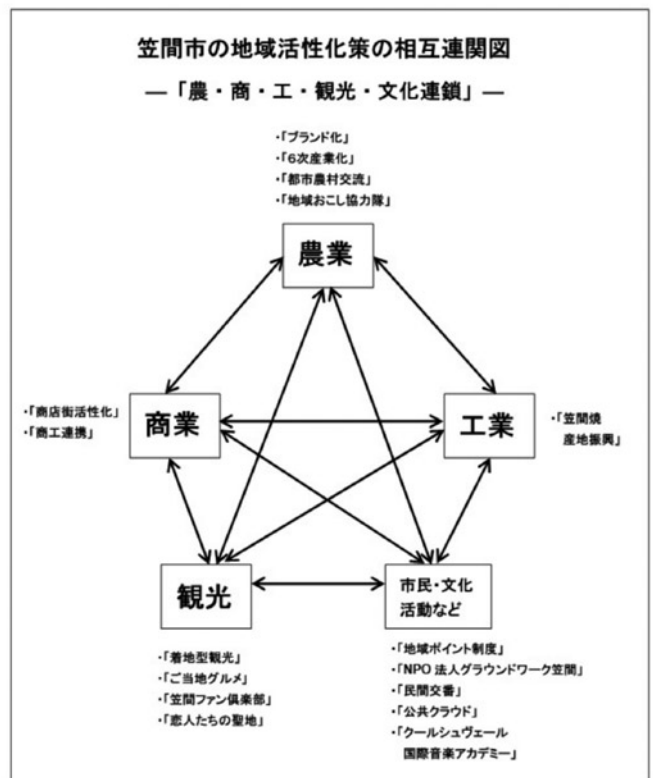 笠間市の地域活性化策の相互連関図
―「農・商・工・観光・文化連鎖」―
・「ブランド化」
・「6次産業化」
・「都市農村交流」
・「地域おこし協力隊」
農業
・「商店街活性化」
・「商工連携」
商業
工業
・「笠間焼
産地振興」
観光
市民・文化
活動など
・「着地型観光」
・「ご当地グルメ」
・「笠間ファン倶楽部」
・「恋人たちの聖地」
・「地域ポイント制度」
・「NPO 法人グラウンドワーク笠間」
・「民間交番」
・「公共クラウド」
・「クールシュヴェール
国際音楽アカデミー」